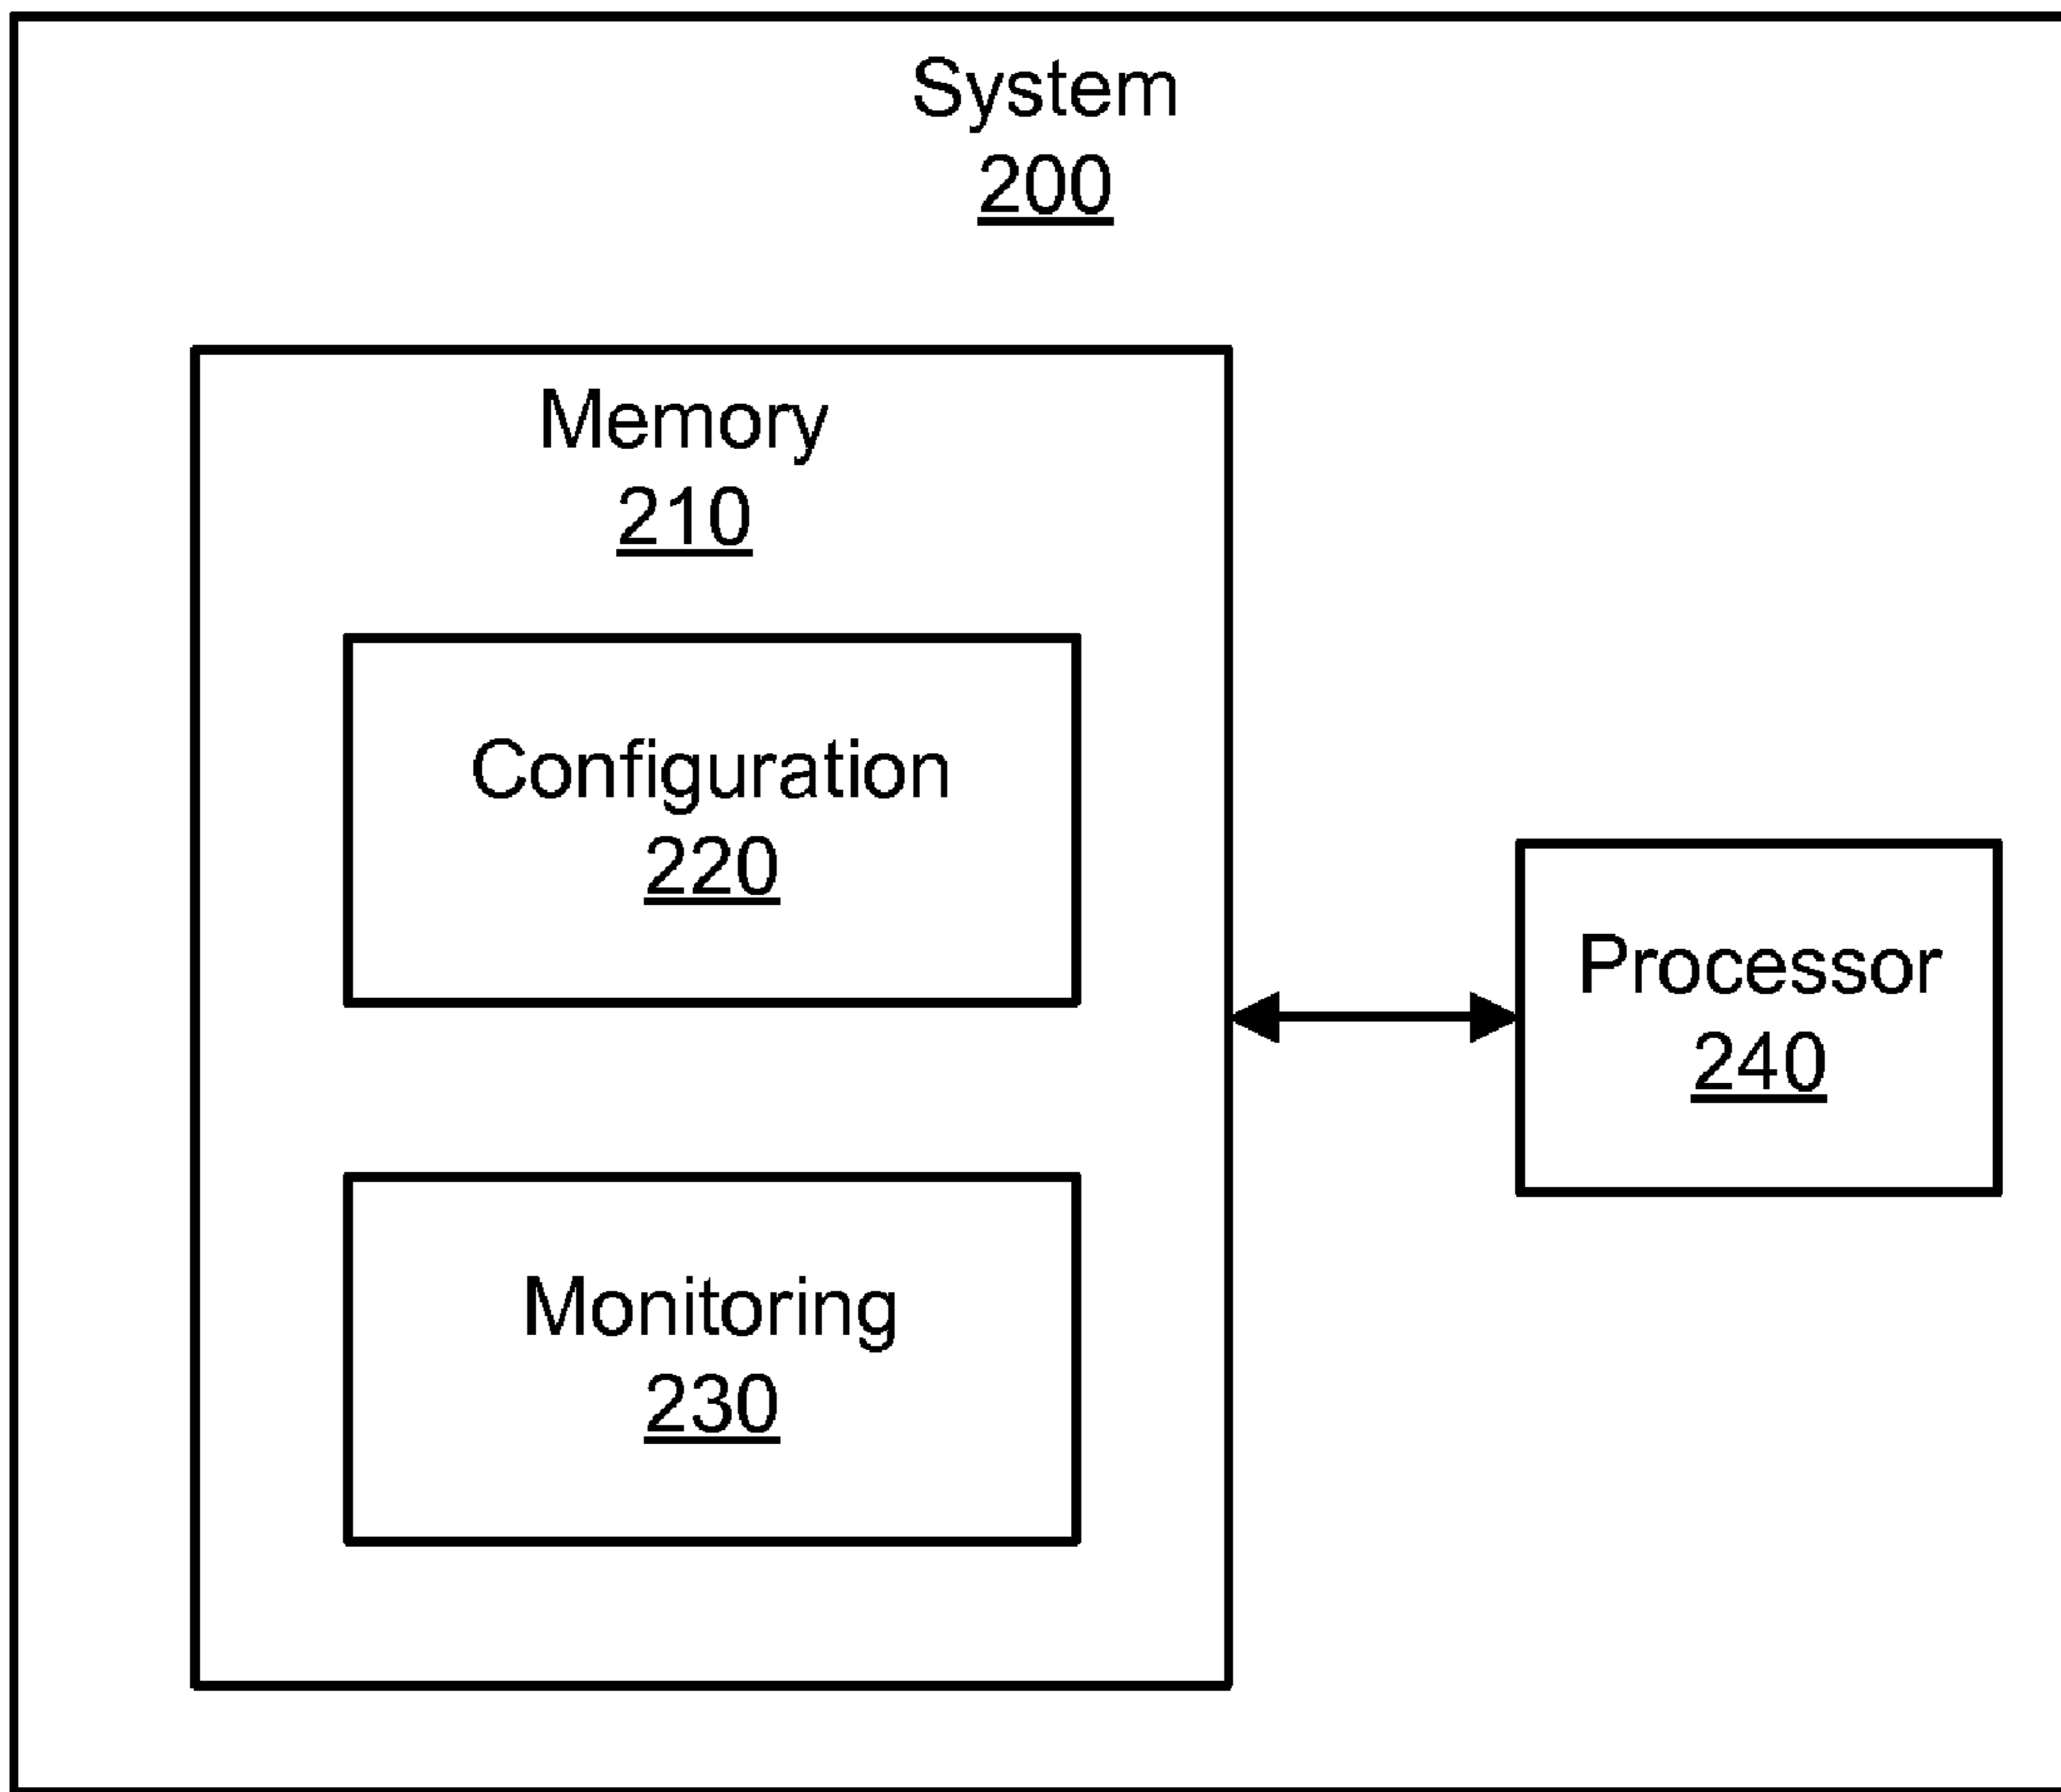 System
200
Memory
210
Configuration
220
Processor
240
Monitoring
230